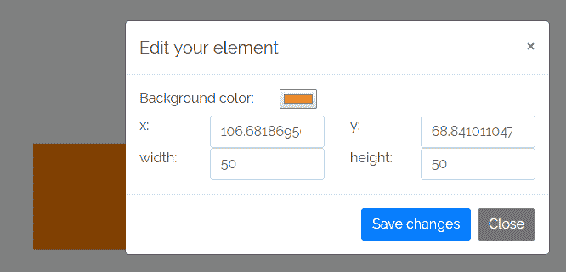 Edit your element ×
Background color:
x: 106.6818695 y: 68.841011047
width: 50 height: 50
Save changes Close